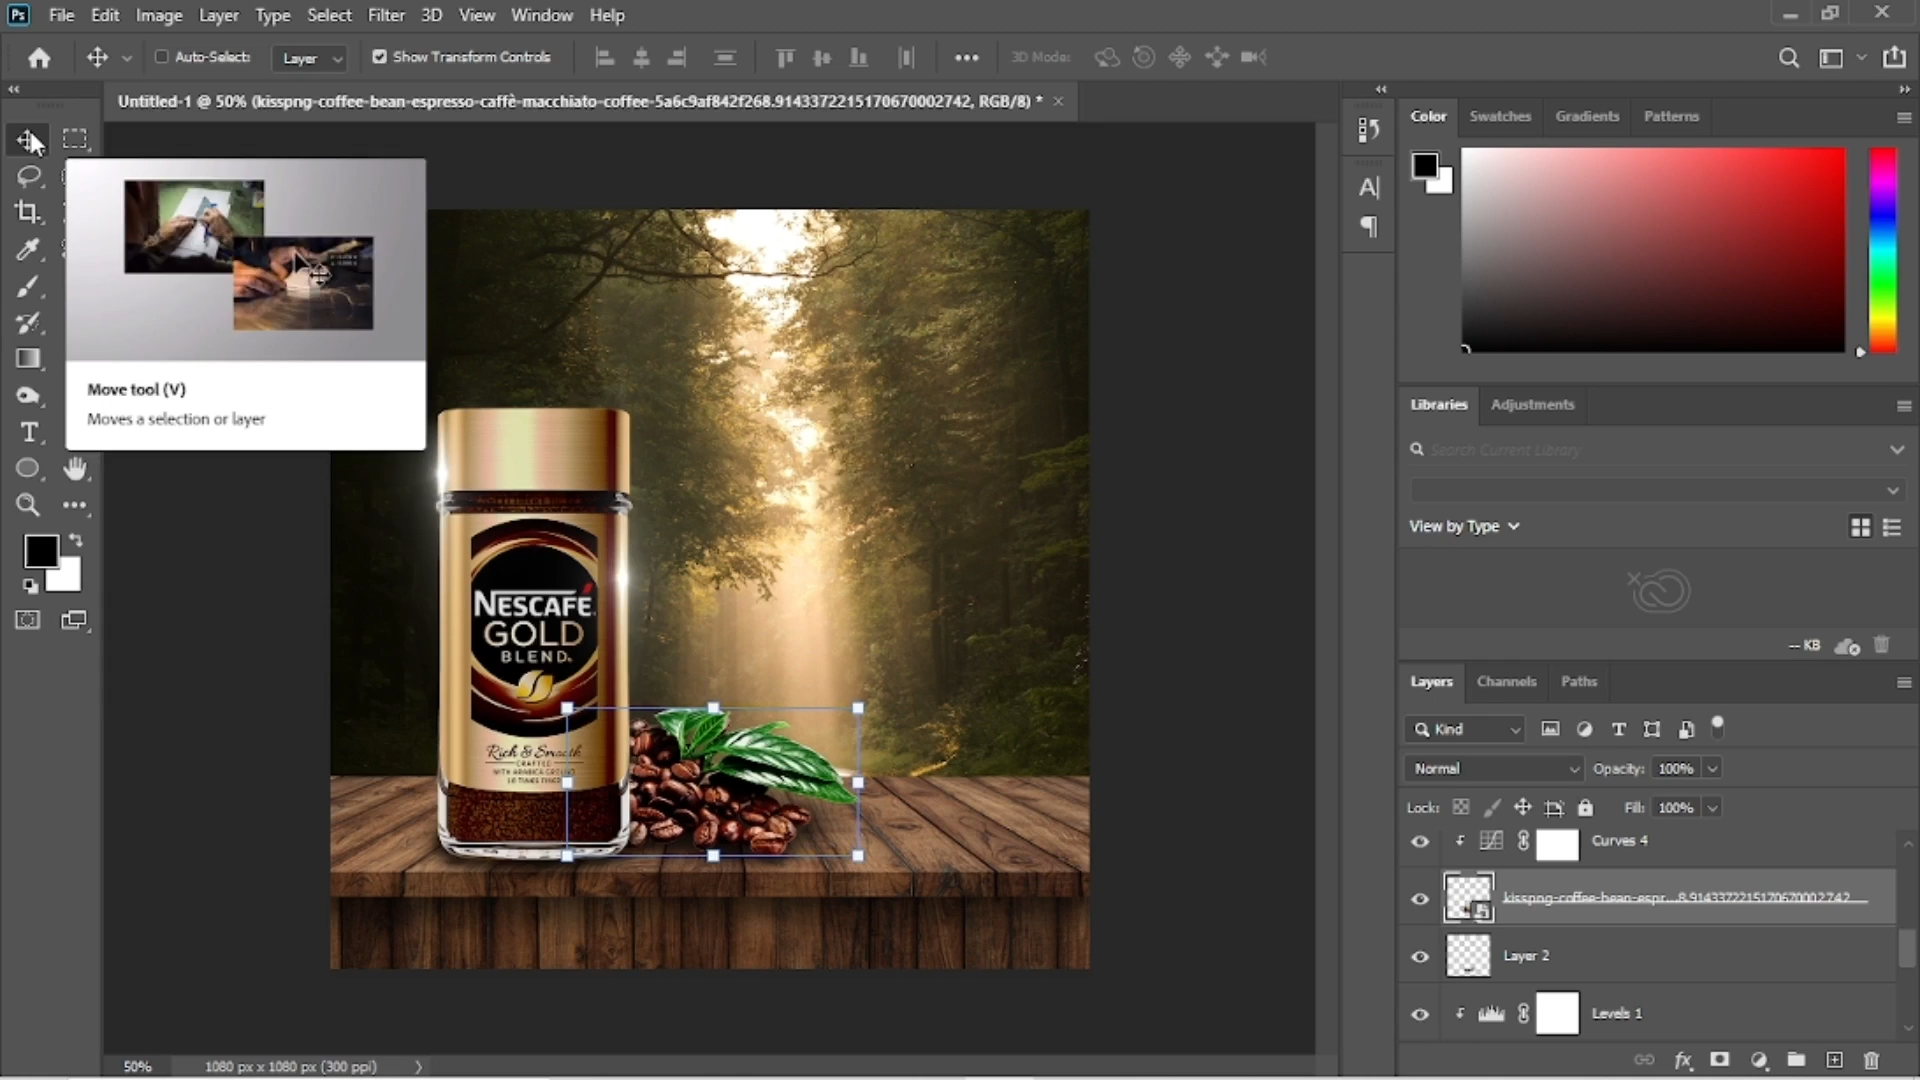 Ps File Edit Image Layer Type Select Filter 3D View Window Help
Auto-Select: Layer Show Transform Controls 3D Mode:
Untitled-1 @ 50% (kisspng-coffee-bean-espresso-caffè-macchiato-coffee-5a6c9af842f268.9143372215170670002742, RGB/8) *
Color Swatches Gradients Patterns
Move tool (V)
Moves a selection or layer
Libraries Adjustments
Search Current Library
View by Type
-- KB
NESCAFÉ
GOLD
BLEND
Rich & Smooth
CRAFTED
WITH ARABICA GROUND
Layers Channels Paths
Kind
Normal Opacity: 100%
Lock: Fill: 100%
Curves 4
kisspng-coffee-bean-espr...8.9143372215170670002742
Layer 2
Levels 1
fx
50% 1080 px x 1080 px (300 ppi)